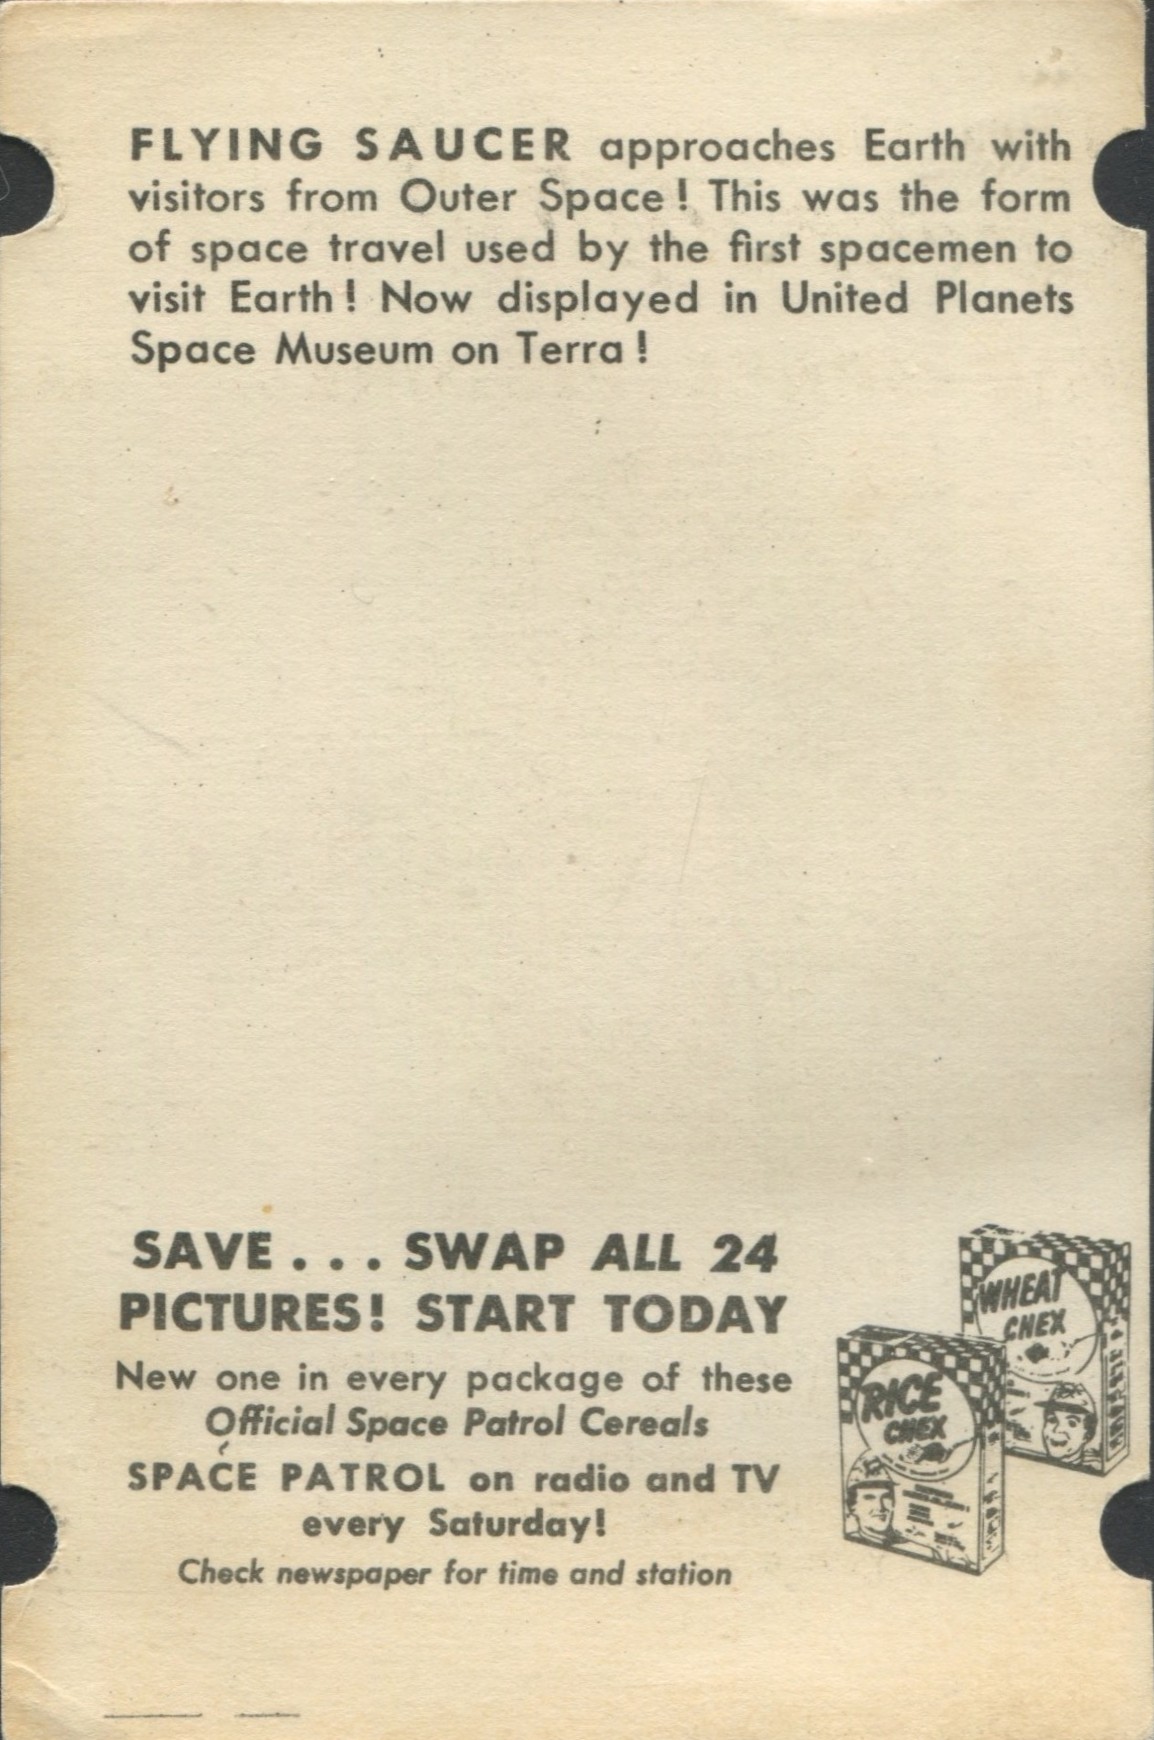 FLYING SAUCER approaches Earth with
visitors from Outer Space! This was the form
of space travel used by the first spacemen to
visit Earth! Now displayed in United Planets
Space Museum on Terra!
SAVE... SWAP ALL 24
PICTURES! START TODAY
New one in every package of these
Official Space Patrol Cereals
SPACE PATROL on radio and TV
every Saturday!
Check newspaper for time and station
WHEAT
CHEX
RICE
CHEX